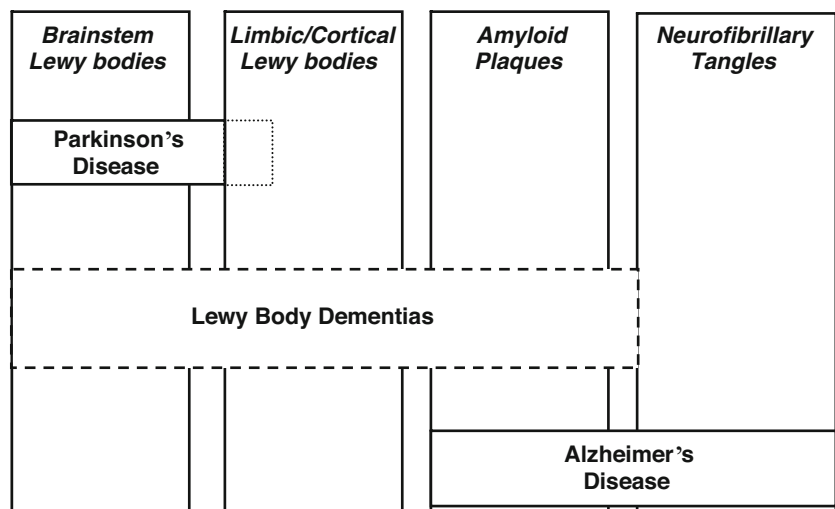 Brainstem
Lewy bodies
Limbic/Cortical
Lewy bodies
Amyloid
Plaques
Neurofibrillary
Tangles
Parkinson's
Disease
Lewy Body Dementias
Alzheimer's
Disease